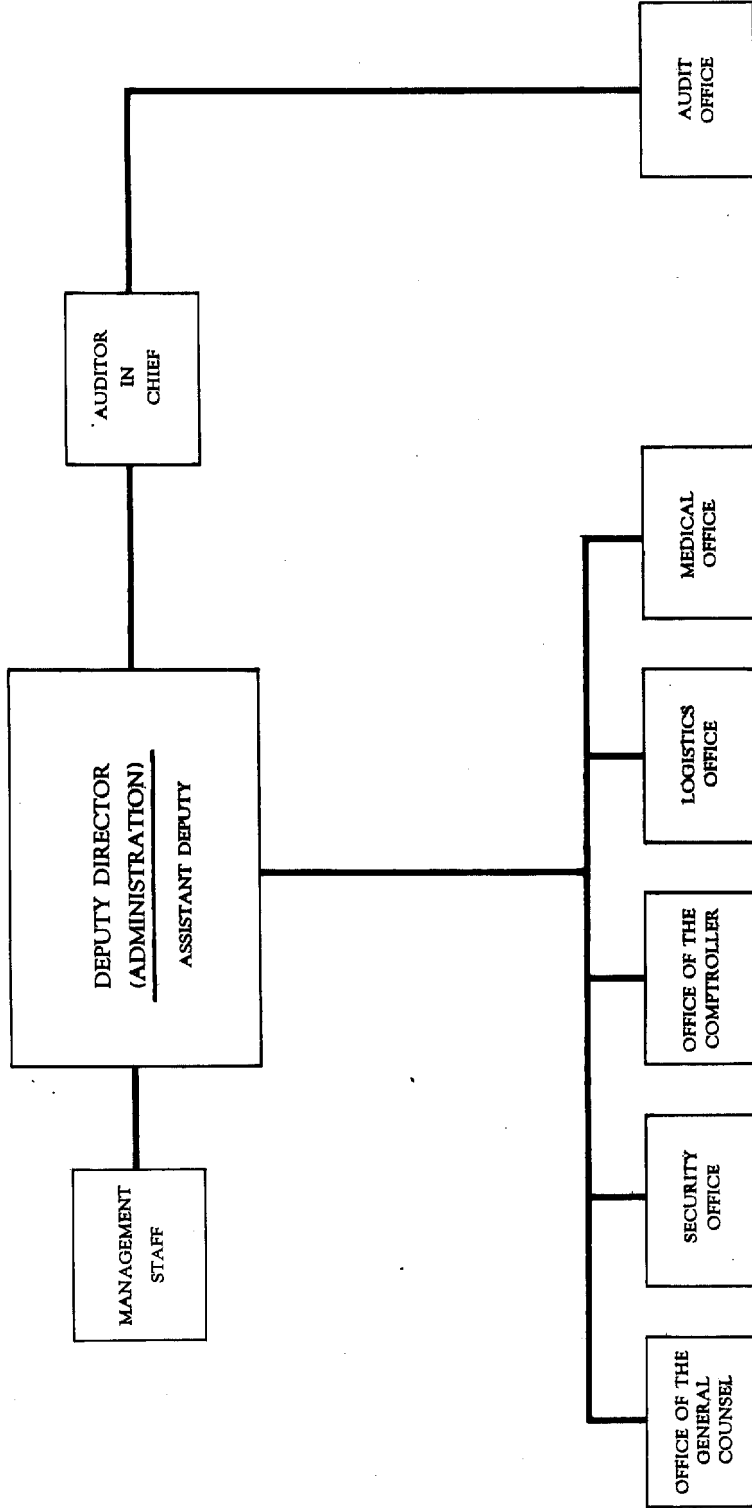 DEPUTY DIRECTOR
(ADMINISTRATION)
ASSISTANT DEPUTY
MANAGEMENT
STAFF
AUDITOR
IN
CHIEF
OFFICE OF THE
GENERAL
COUNSEL
SECURITY
OFFICE
OFFICE OF THE
COMPTROLLER
LOGISTICS
OFFICE
MEDICAL
OFFICE
AUDIT
OFFICE